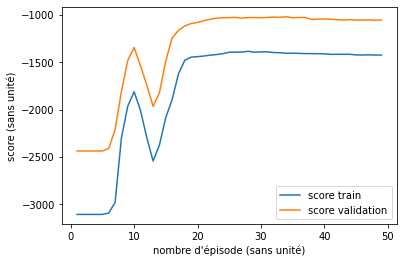 −1000
−1500
−2000
−2500
−3000
score (sans unité)
score train
score validation
0 10 20 30 40 50
nombre d'épisode (sans unité)